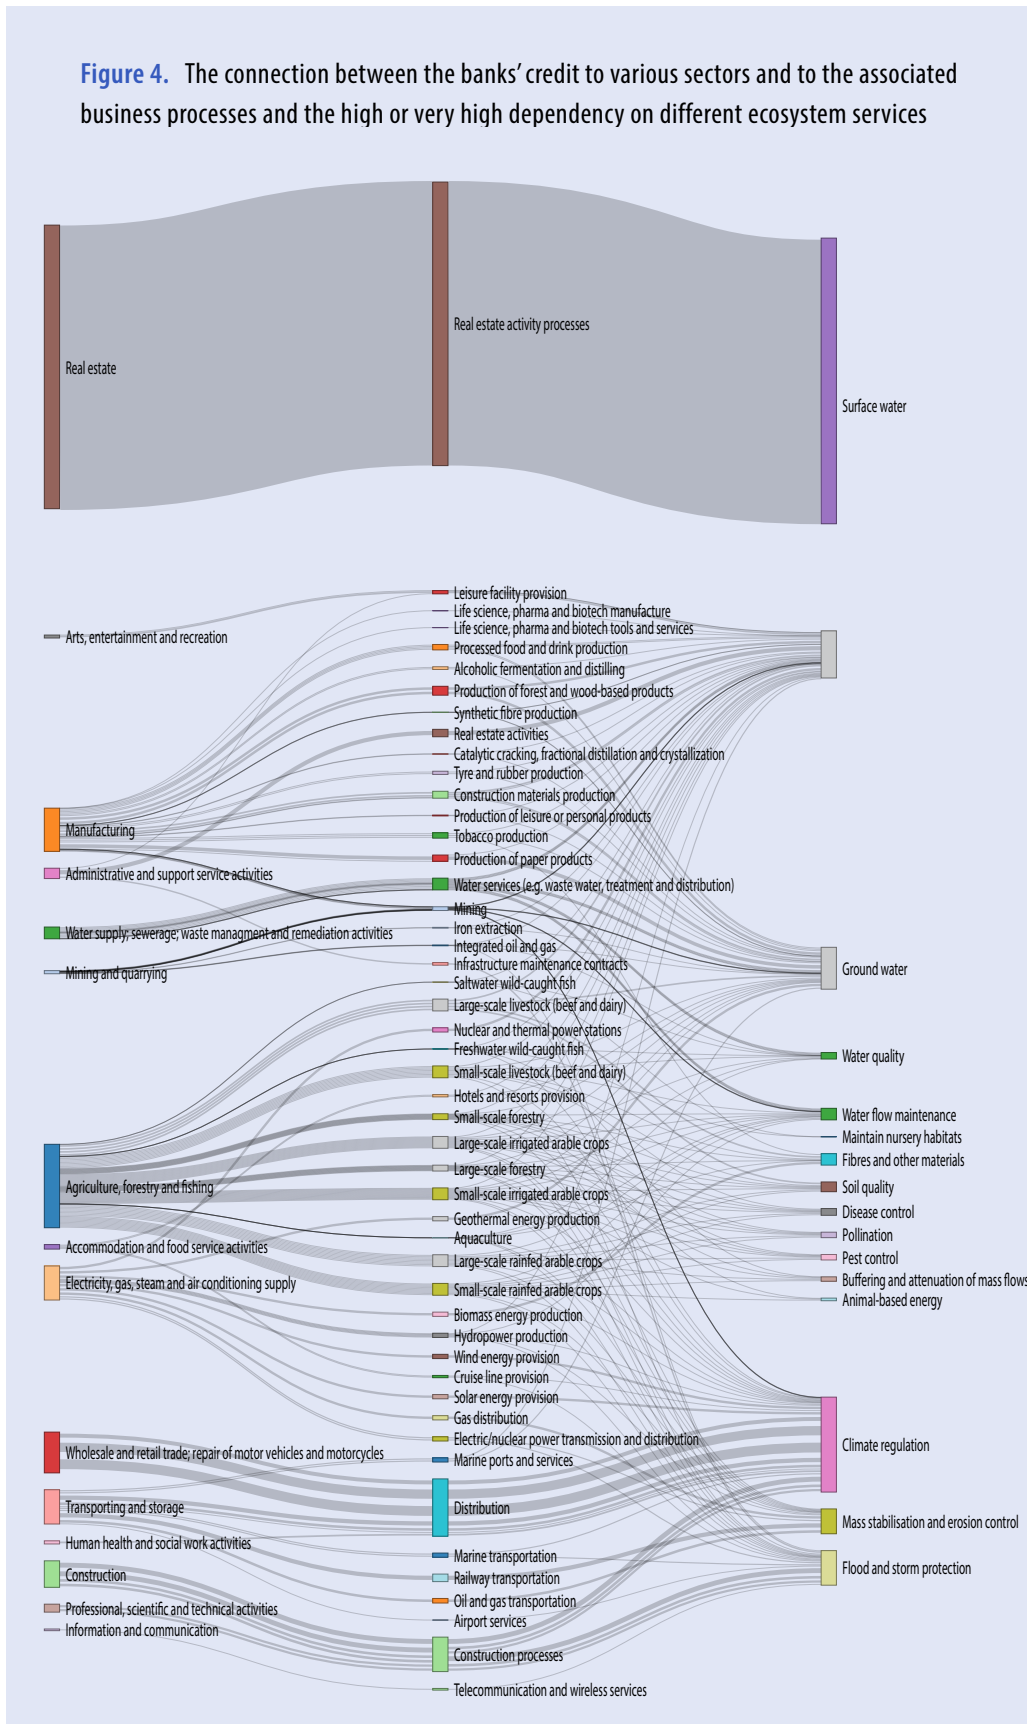 Figure 4. The connection between the banks' credit to various sectors and to the associated
business processes and the high or very high dependency on different ecosystem services
Real estate
Real estate activity processes
Surface water
Arts, entertainment and recreation
Manufacturing
Administrative and support service activities
Water supply; sewerage; waste managment and remediation activities
Mining and quarrying
Agriculture, forestry and fishing
Accommodation and food service activities
Electricity, gas, steam and air conditioning supply
Wholesale and retail trade; repair of motor vehicles and motorcycles
Transporting and storage
Human health and social work activities
Construction
Professional, scientific and technical activities
Information and communication
Leisure facility provision
Life science, pharma and biotech manufacture
Life science, pharma and biotech tools and services
Processed food and drink production
Alcoholic fermentation and distilling
Production of forest and wood-based products
Synthetic fibre production
Real estate activities
Catalytic cracking, fractional distillation and crystallization
Tyre and rubber production
Construction materials production
Production of leisure or personal products
Tobacco production
Production of paper products
Water services (e.g. waste water, treatment and distribution)
Mining
Iron extraction
Integrated oil and gas
Infrastructure maintenance contracts
Saltwater wild-caught fish
Large-scale livestock (beef and dairy)
Nuclear and thermal power stations
Freshwater wild-caught fish
Small-scale livestock (beef and dairy)
Hotels and resorts provision
Small-scale forestry
Large-scale irrigated arable crops
Large-scale forestry
Small-scale irrigated arable crops
Geothermal energy production
Aquaculture
Large-scale rainfed arable crops
Small-scale rainfed arable crops
Biomass energy production
Hydropower production
Wind energy provision
Cruise line provision
Solar energy provision
Gas distribution
Electric/nuclear power transmission and distribution
Marine ports and services
Distribution
Marine transportation
Railway transportation
Oil and gas transportation
Airport services
Construction processes
Telecommunication and wireless services
Ground water
Water quality
Water flow maintenance
Maintain nursery habitats
Fibres and other materials
Soil quality
Disease control
Pollination
Pest control
Buffering and attenuation of mass flows
Animal-based energy
Climate regulation
Mass stabilisation and erosion control
Flood and storm protection